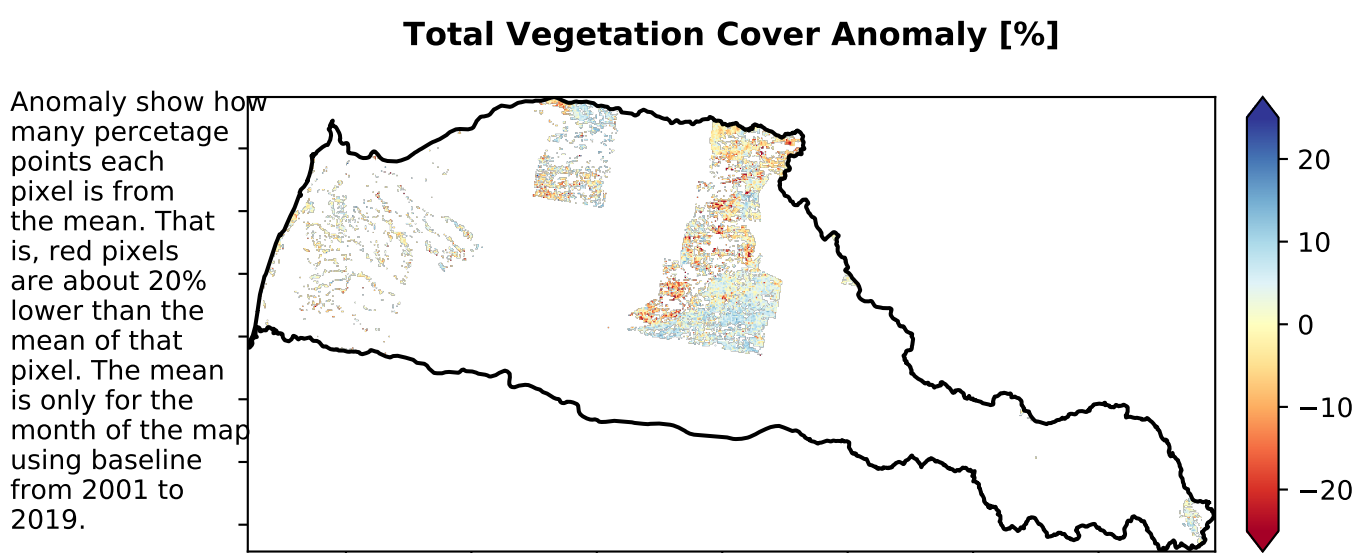 Total Vegetation Cover Anomaly [%]
Anomaly show how
many percetage
points each
pixel is from
the mean. That
is, red pixels
are about 20%
lower than the
mean of that
pixel. The mean
is only for the
month of the map
using baseline
from 2001 to
2019.
20
10
0
−10
−20